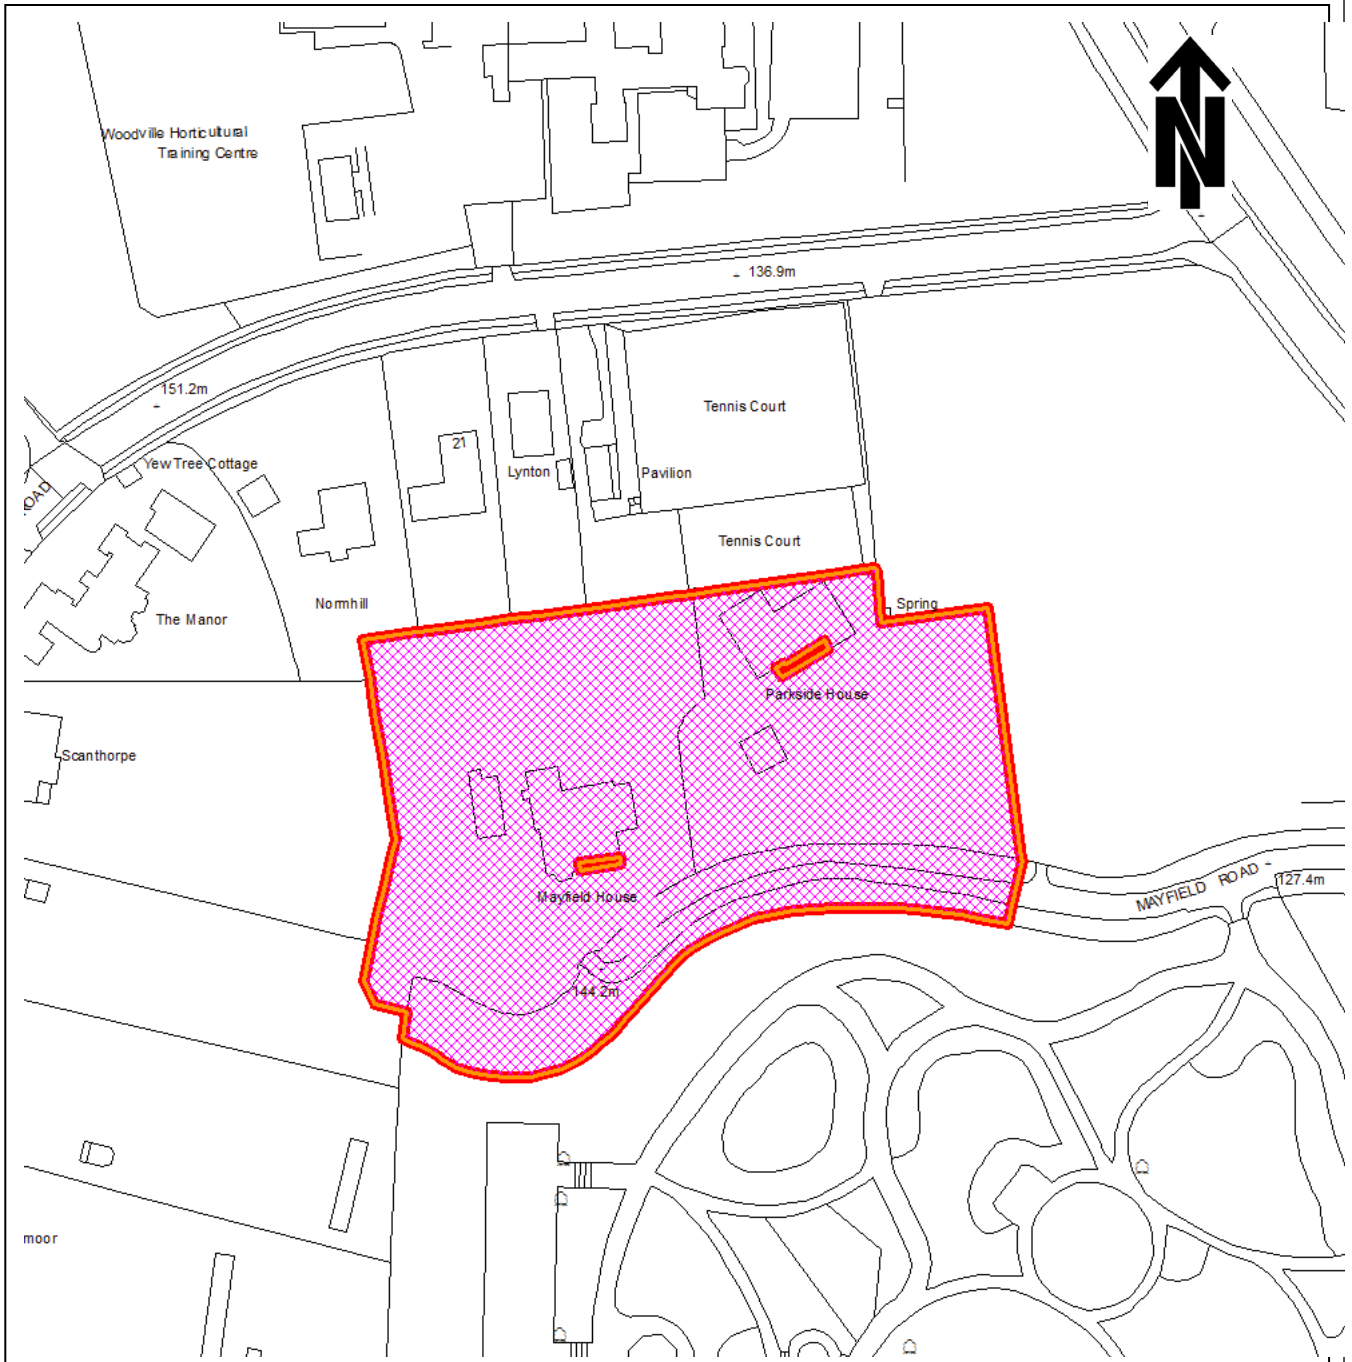 Woodville Horticultural
Training Centre
N
136.9m
151.2m
Tennis Court
21
Yew Tree Cottage
Lynton
Pavilion
OAD
Tennis Court
Normhill
Spring
The Manor
Parkside House
Scanthorpe
MAYFIELD ROAD
127.4m
Mayfield House
144.2m
moor